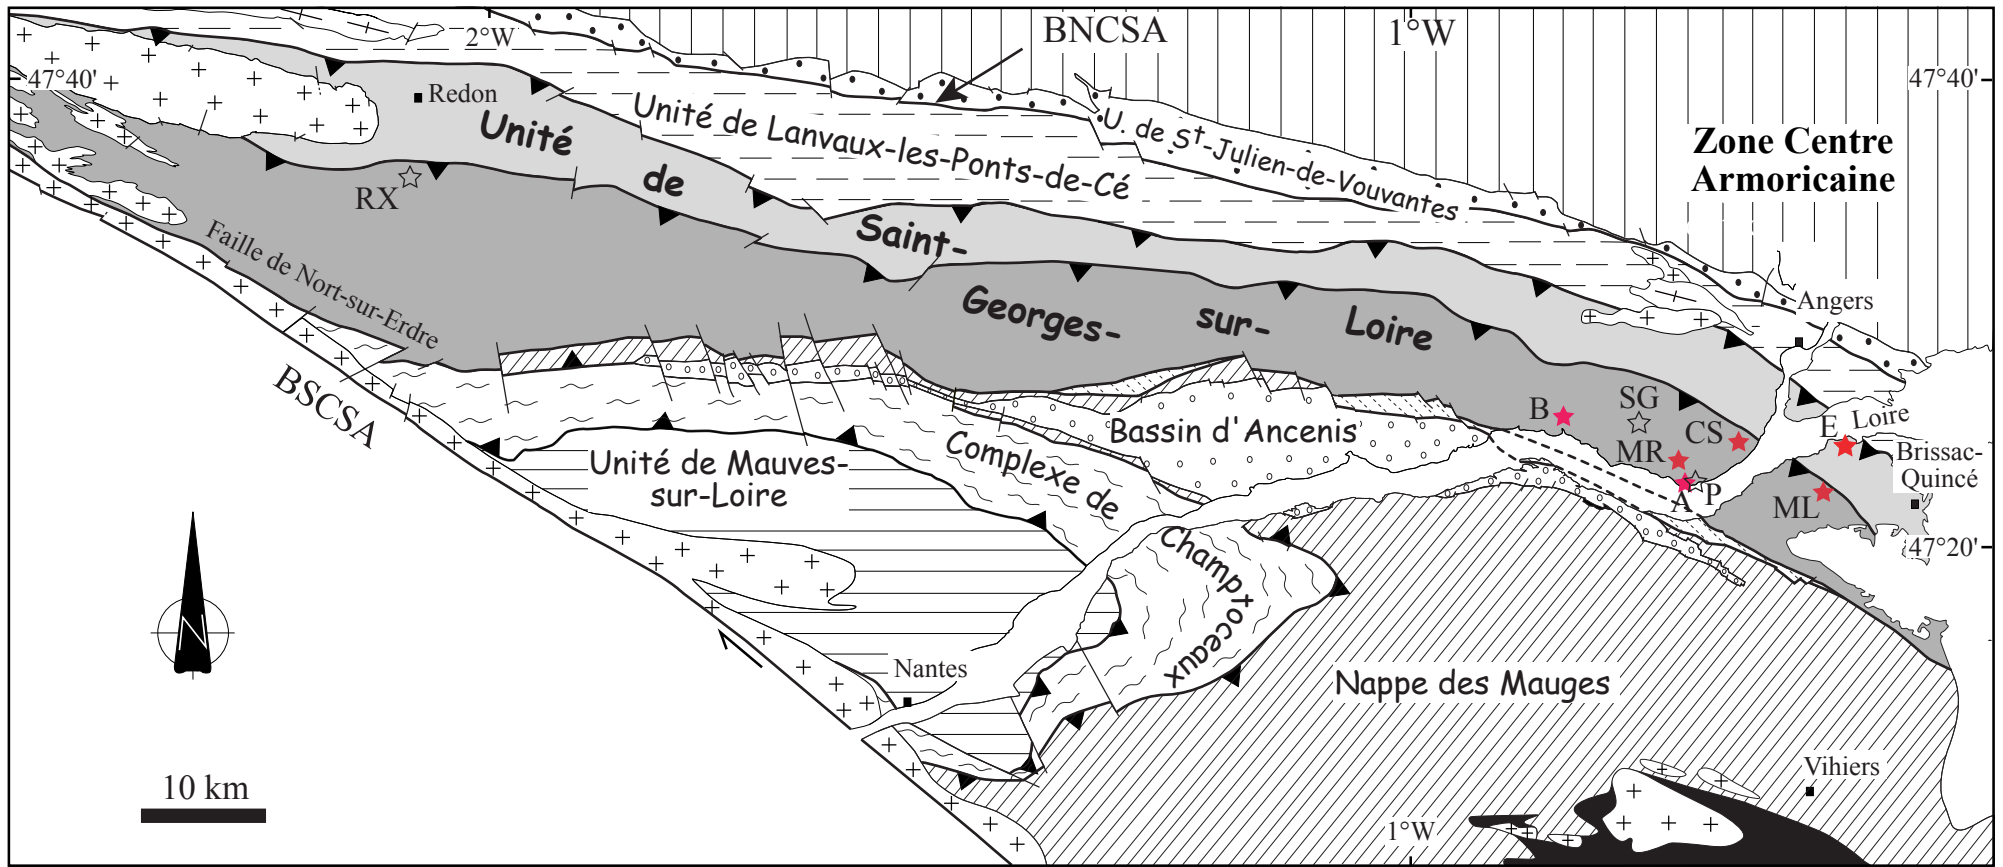 2°W
BNCSA
1°W
47°40'
47°40'
Redon
Unité
de
Saint-
Georges-
sur-
Loire
Unité de Lanvaux-les-Ponts-de-Cé
U. de St-Julien-de-Vouvantes
Zone Centre
Armoricaine
RX
Faille de Nort-sur-Erdre
BSCSA
Angers
B
SG
MR
CS
E
Loire
Brissac-
Quincé
A
P
ML
Bassin d'Ancenis
Complexe de
Champtoceaux
Unité de Mauves-
sur-Loire
47°20'
N
Nantes
Nappe des Mauges
Vihiers
10 km
1°W